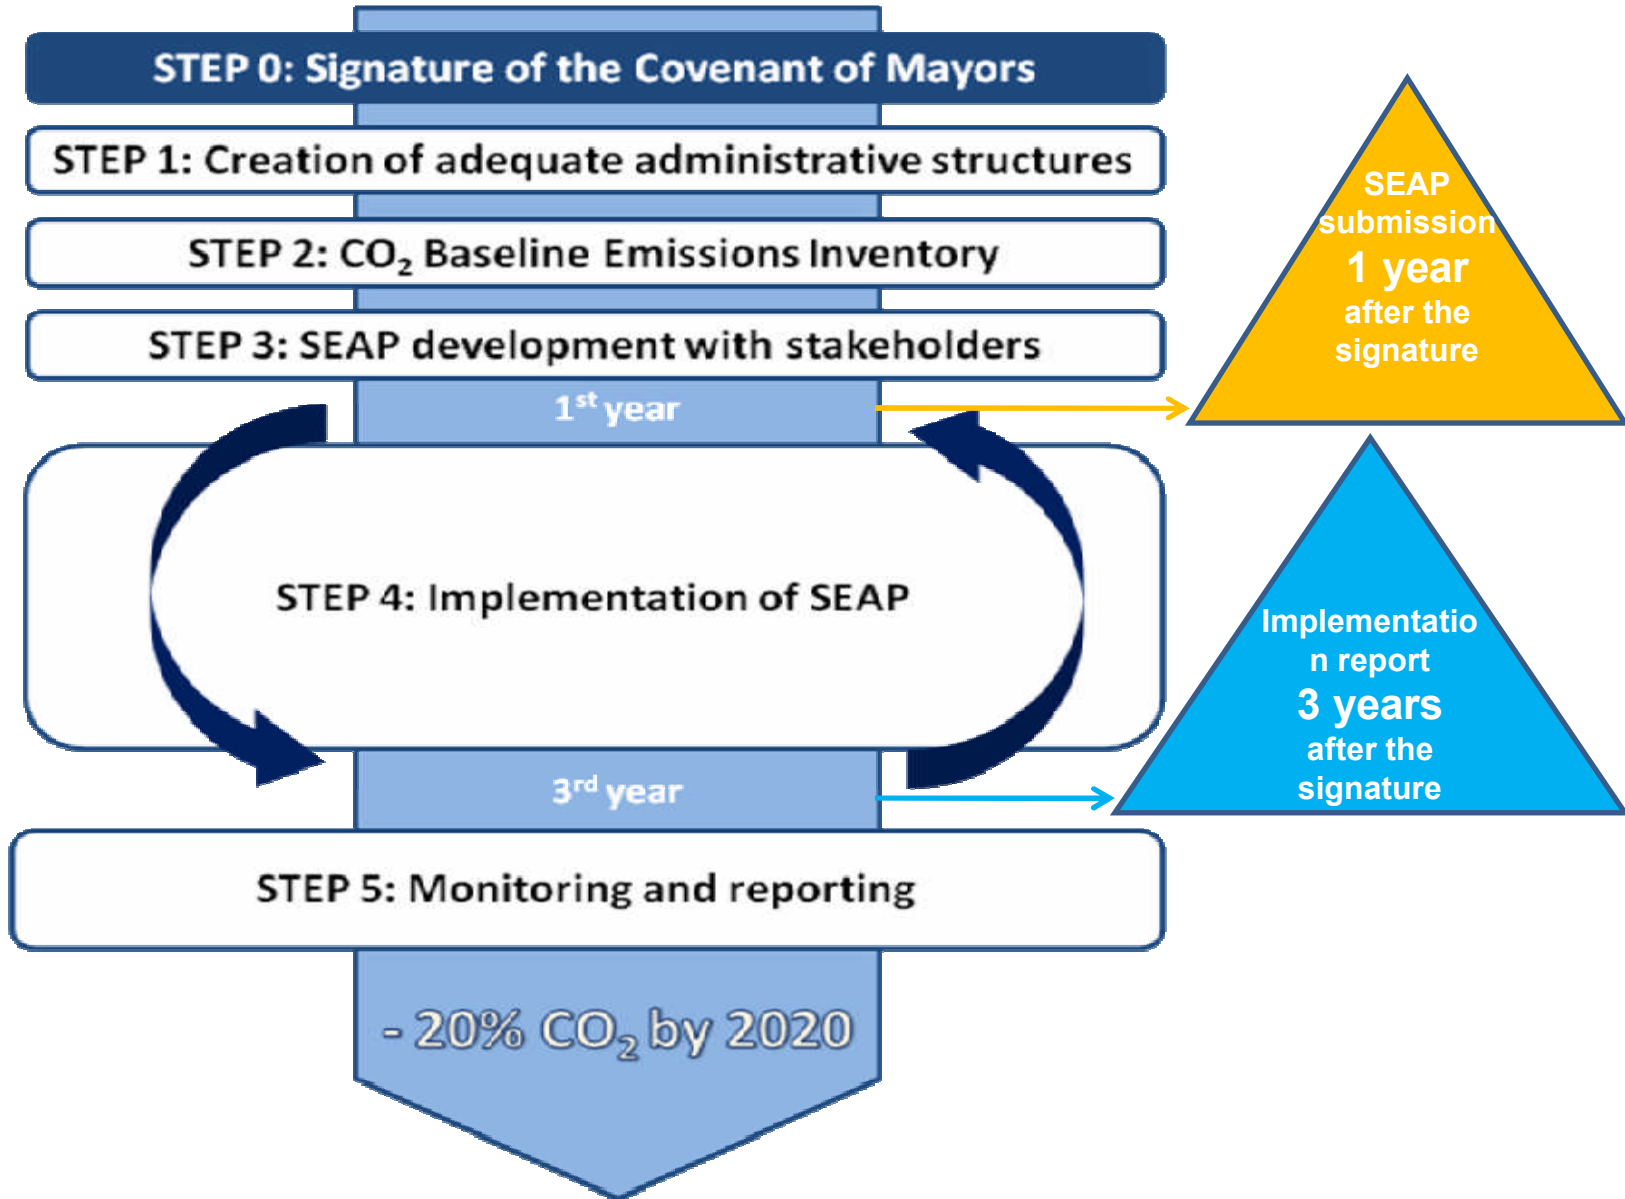 STEP 0: Signature of the Covenant of Mayors
STEP 1: Creation of adequate administrative structures
STEP 2: CO₂ Baseline Emissions Inventory
STEP 3: SEAP development with stakeholders
1st year
SEAP
submission
1 year
after the
signature
STEP 4: Implementation of SEAP
Implementatio
n report
3 years
after the
signature
3rd year
STEP 5: Monitoring and reporting
- 20% CO₂ by 2020